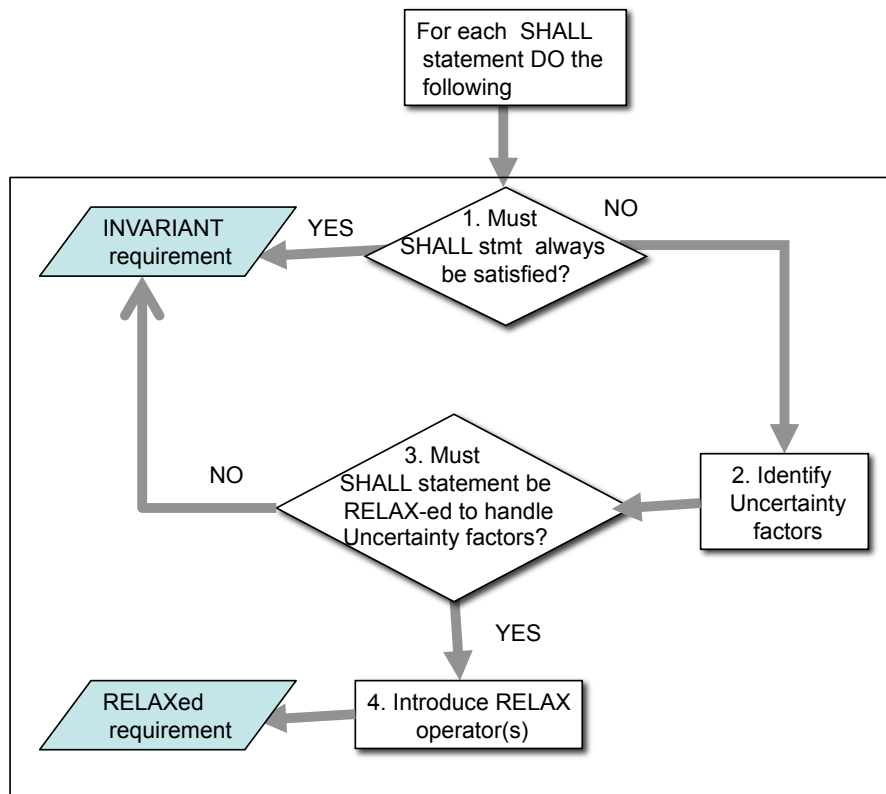 For each SHALL
statement DO the
following
INVARIANT
requirement
YES
1. Must
SHALL stmt always
be satisfied?
NO
NO
3. Must
SHALL statement be
RELAX-ed to handle
Uncertainty factors?
2. Identify
Uncertainty
factors
YES
RELAXed
requirement
4. Introduce RELAX
operator(s)